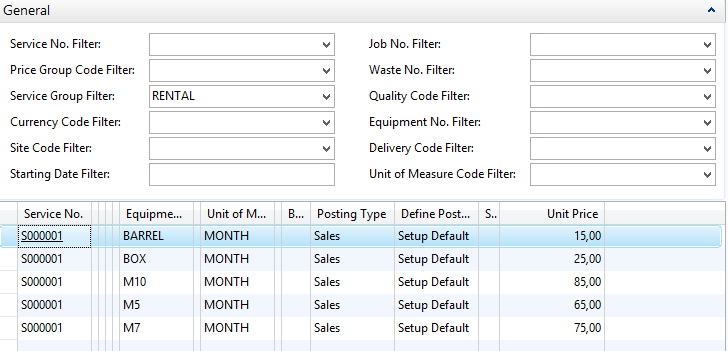 General
Service No. Filter: Job No. Filter:
Price Group Code Filter: Waste No. Filter:
Service Group Filter: RENTAL Quality Code Filter:
Currency Code Filter: Equipment No. Filter:
Site Code Filter: Delivery Code Filter:
Starting Date Filter: Unit of Measure Code Filter:
Service No. Equipme... Unit of M... B... Posting Type Define Post... S.. Unit Price
S000001 BARREL MONTH Sales Setup Default 15,00
S000001 BOX MONTH Sales Setup Default 25,00
S000001 M10 MONTH Sales Setup Default 85,00
S000001 M5 MONTH Sales Setup Default 65,00
S000001 M7 MONTH Sales Setup Default 75,00